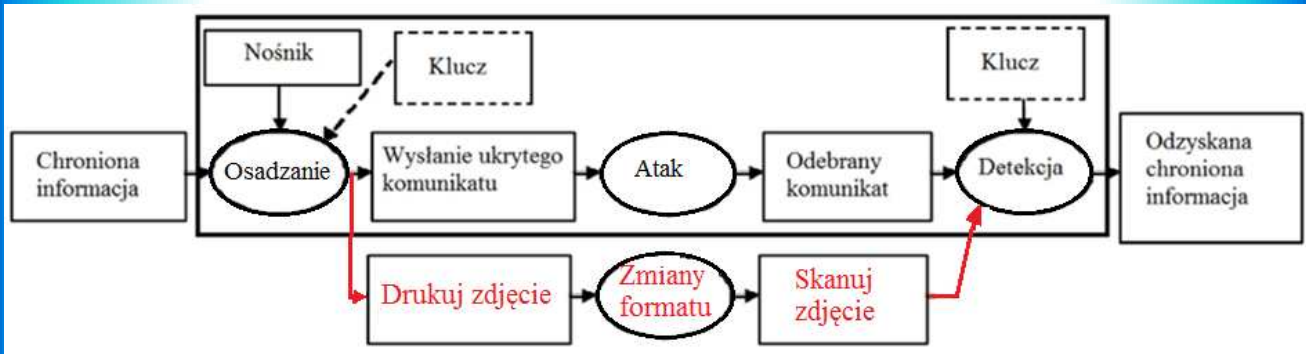 Nośnik
Klucz
Klucz
Chroniona
informacja
Osadzanie
Wysłanie ukrytego
komunikatu
Atak
Odebrany
komunikat
Detekcja
Odzyskana
chroniona
informacja
Drukuj zdjęcie
Zmiany
formatu
Skanuj
zdjęcie